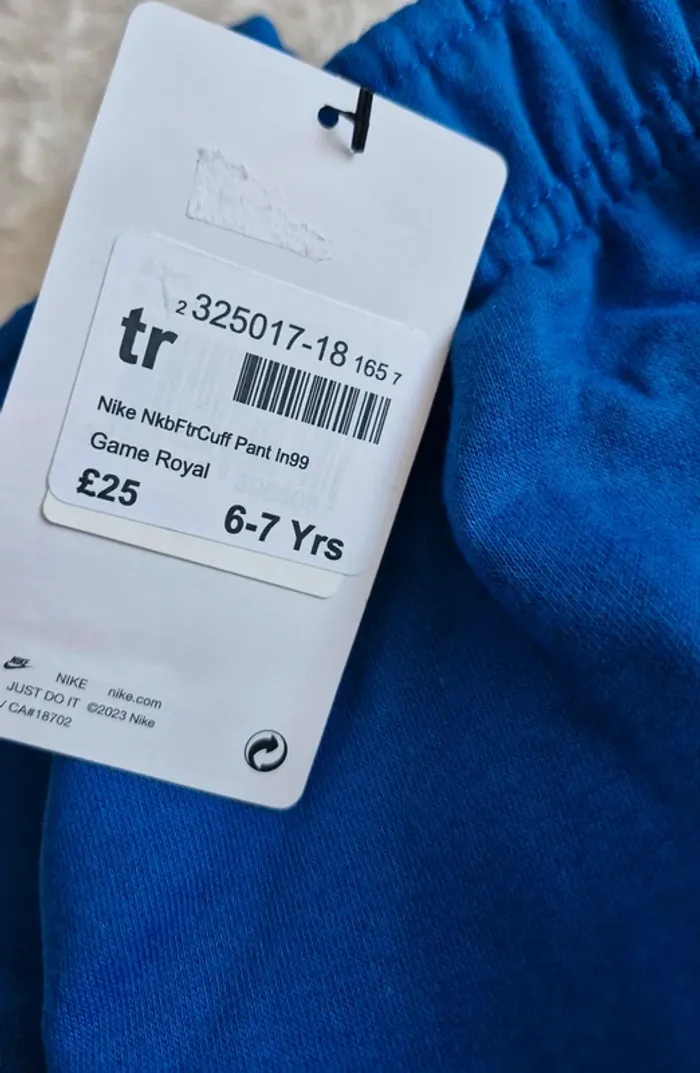 2 325017-18 165 7
tr
Nike NkbFtrCuff Pant In99
Game Royal
£25
6-7 Yrs
NIKE
NIKE nike.com
JUST DO IT ©2023 Nike
/ CA#18702